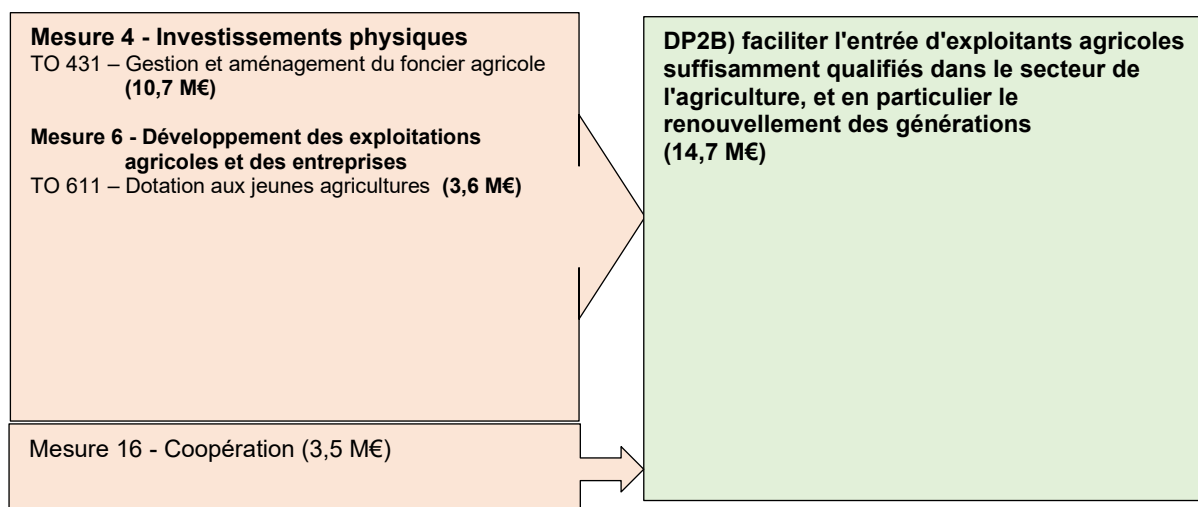 Mesure 4 - Investissements physiques
TO 431 – Gestion et aménagement du foncier agricole
(10,7 M€)
Mesure 6 - Développement des exploitations
agricoles et des entreprises
TO 611 – Dotation aux jeunes agricultures (3,6 M€)
Mesure 16 - Coopération (3,5 M€)
DP2B) faciliter l'entrée d'exploitants agricoles
suffisamment qualifiés dans le secteur de
l'agriculture, et en particulier le
renouvellement des générations
(14,7 M€)